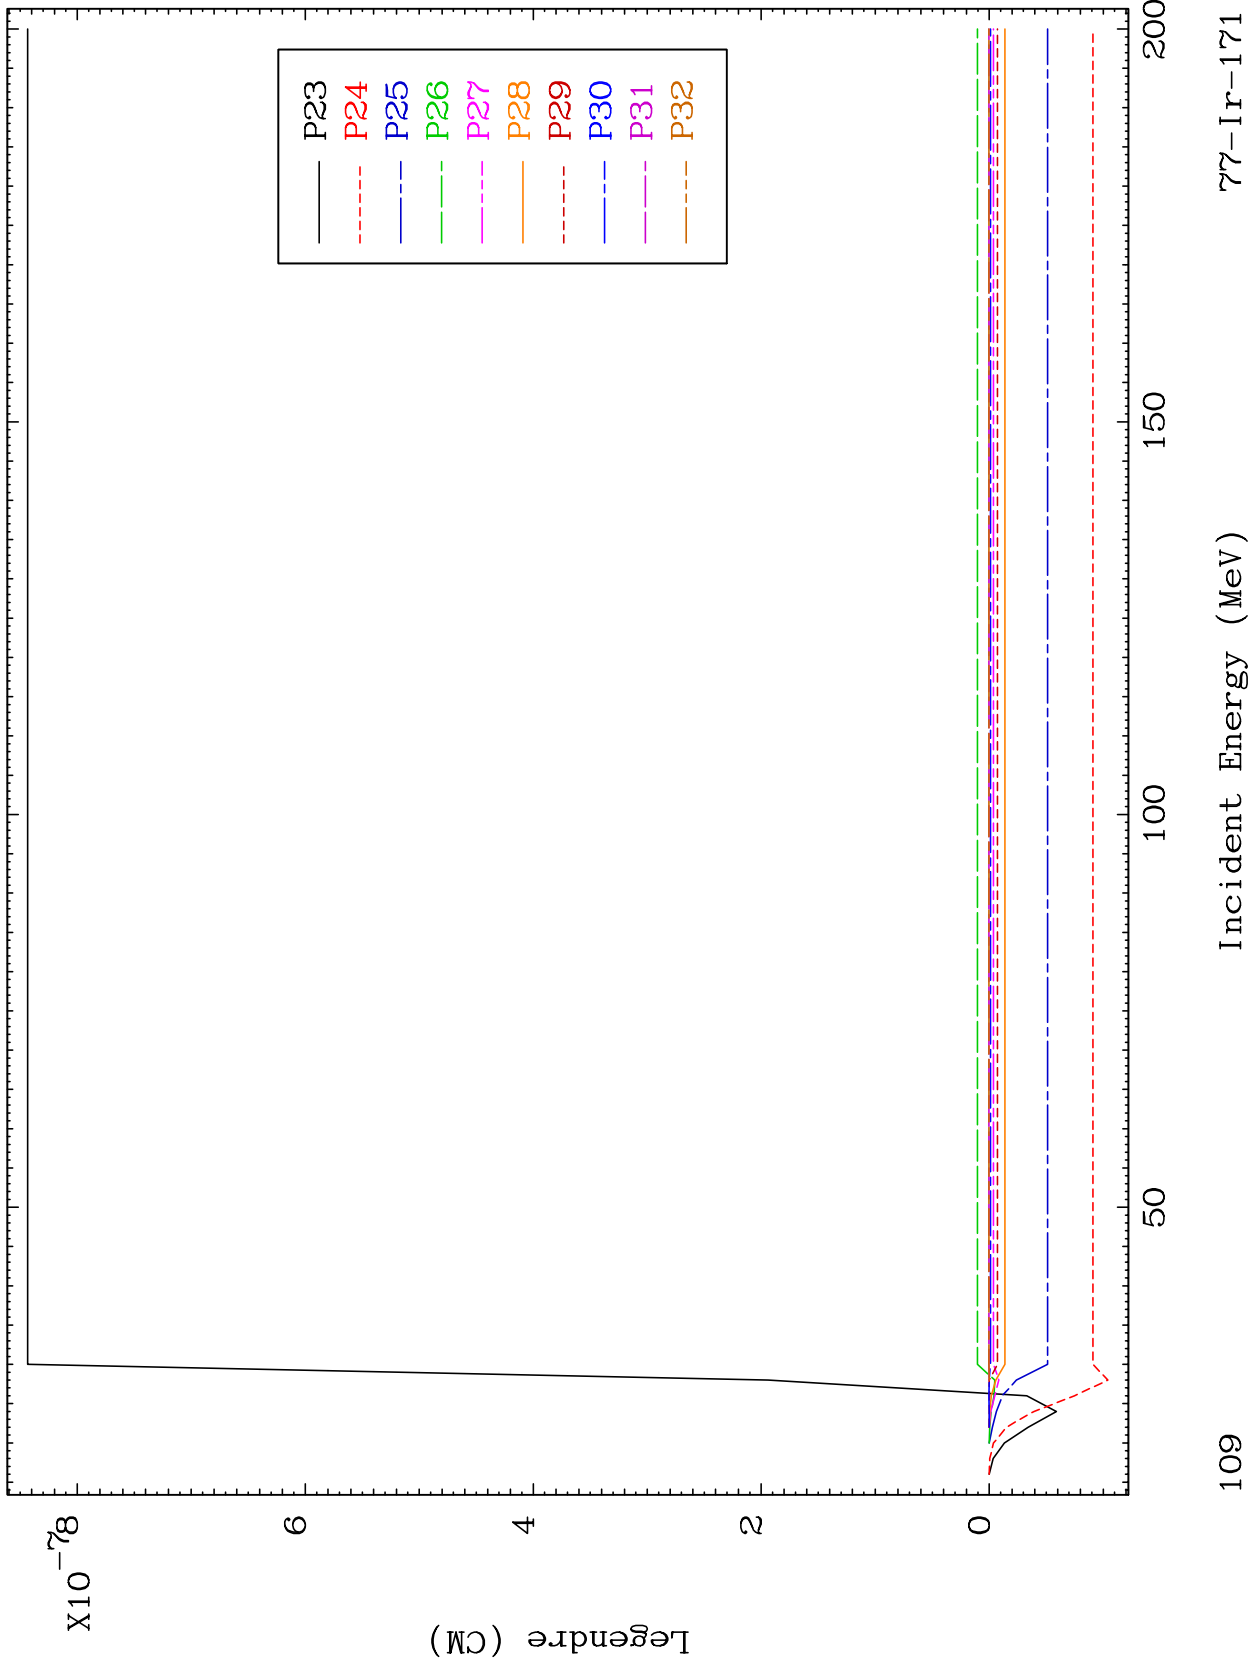 X10-7
8
6
4
2
0
Legendre (CM)
P23
P24
P25
P26
P27
P28
P29
P30
P31
P32
50
100
150
200
Incident Energy (MeV)
109
77-Ir-171